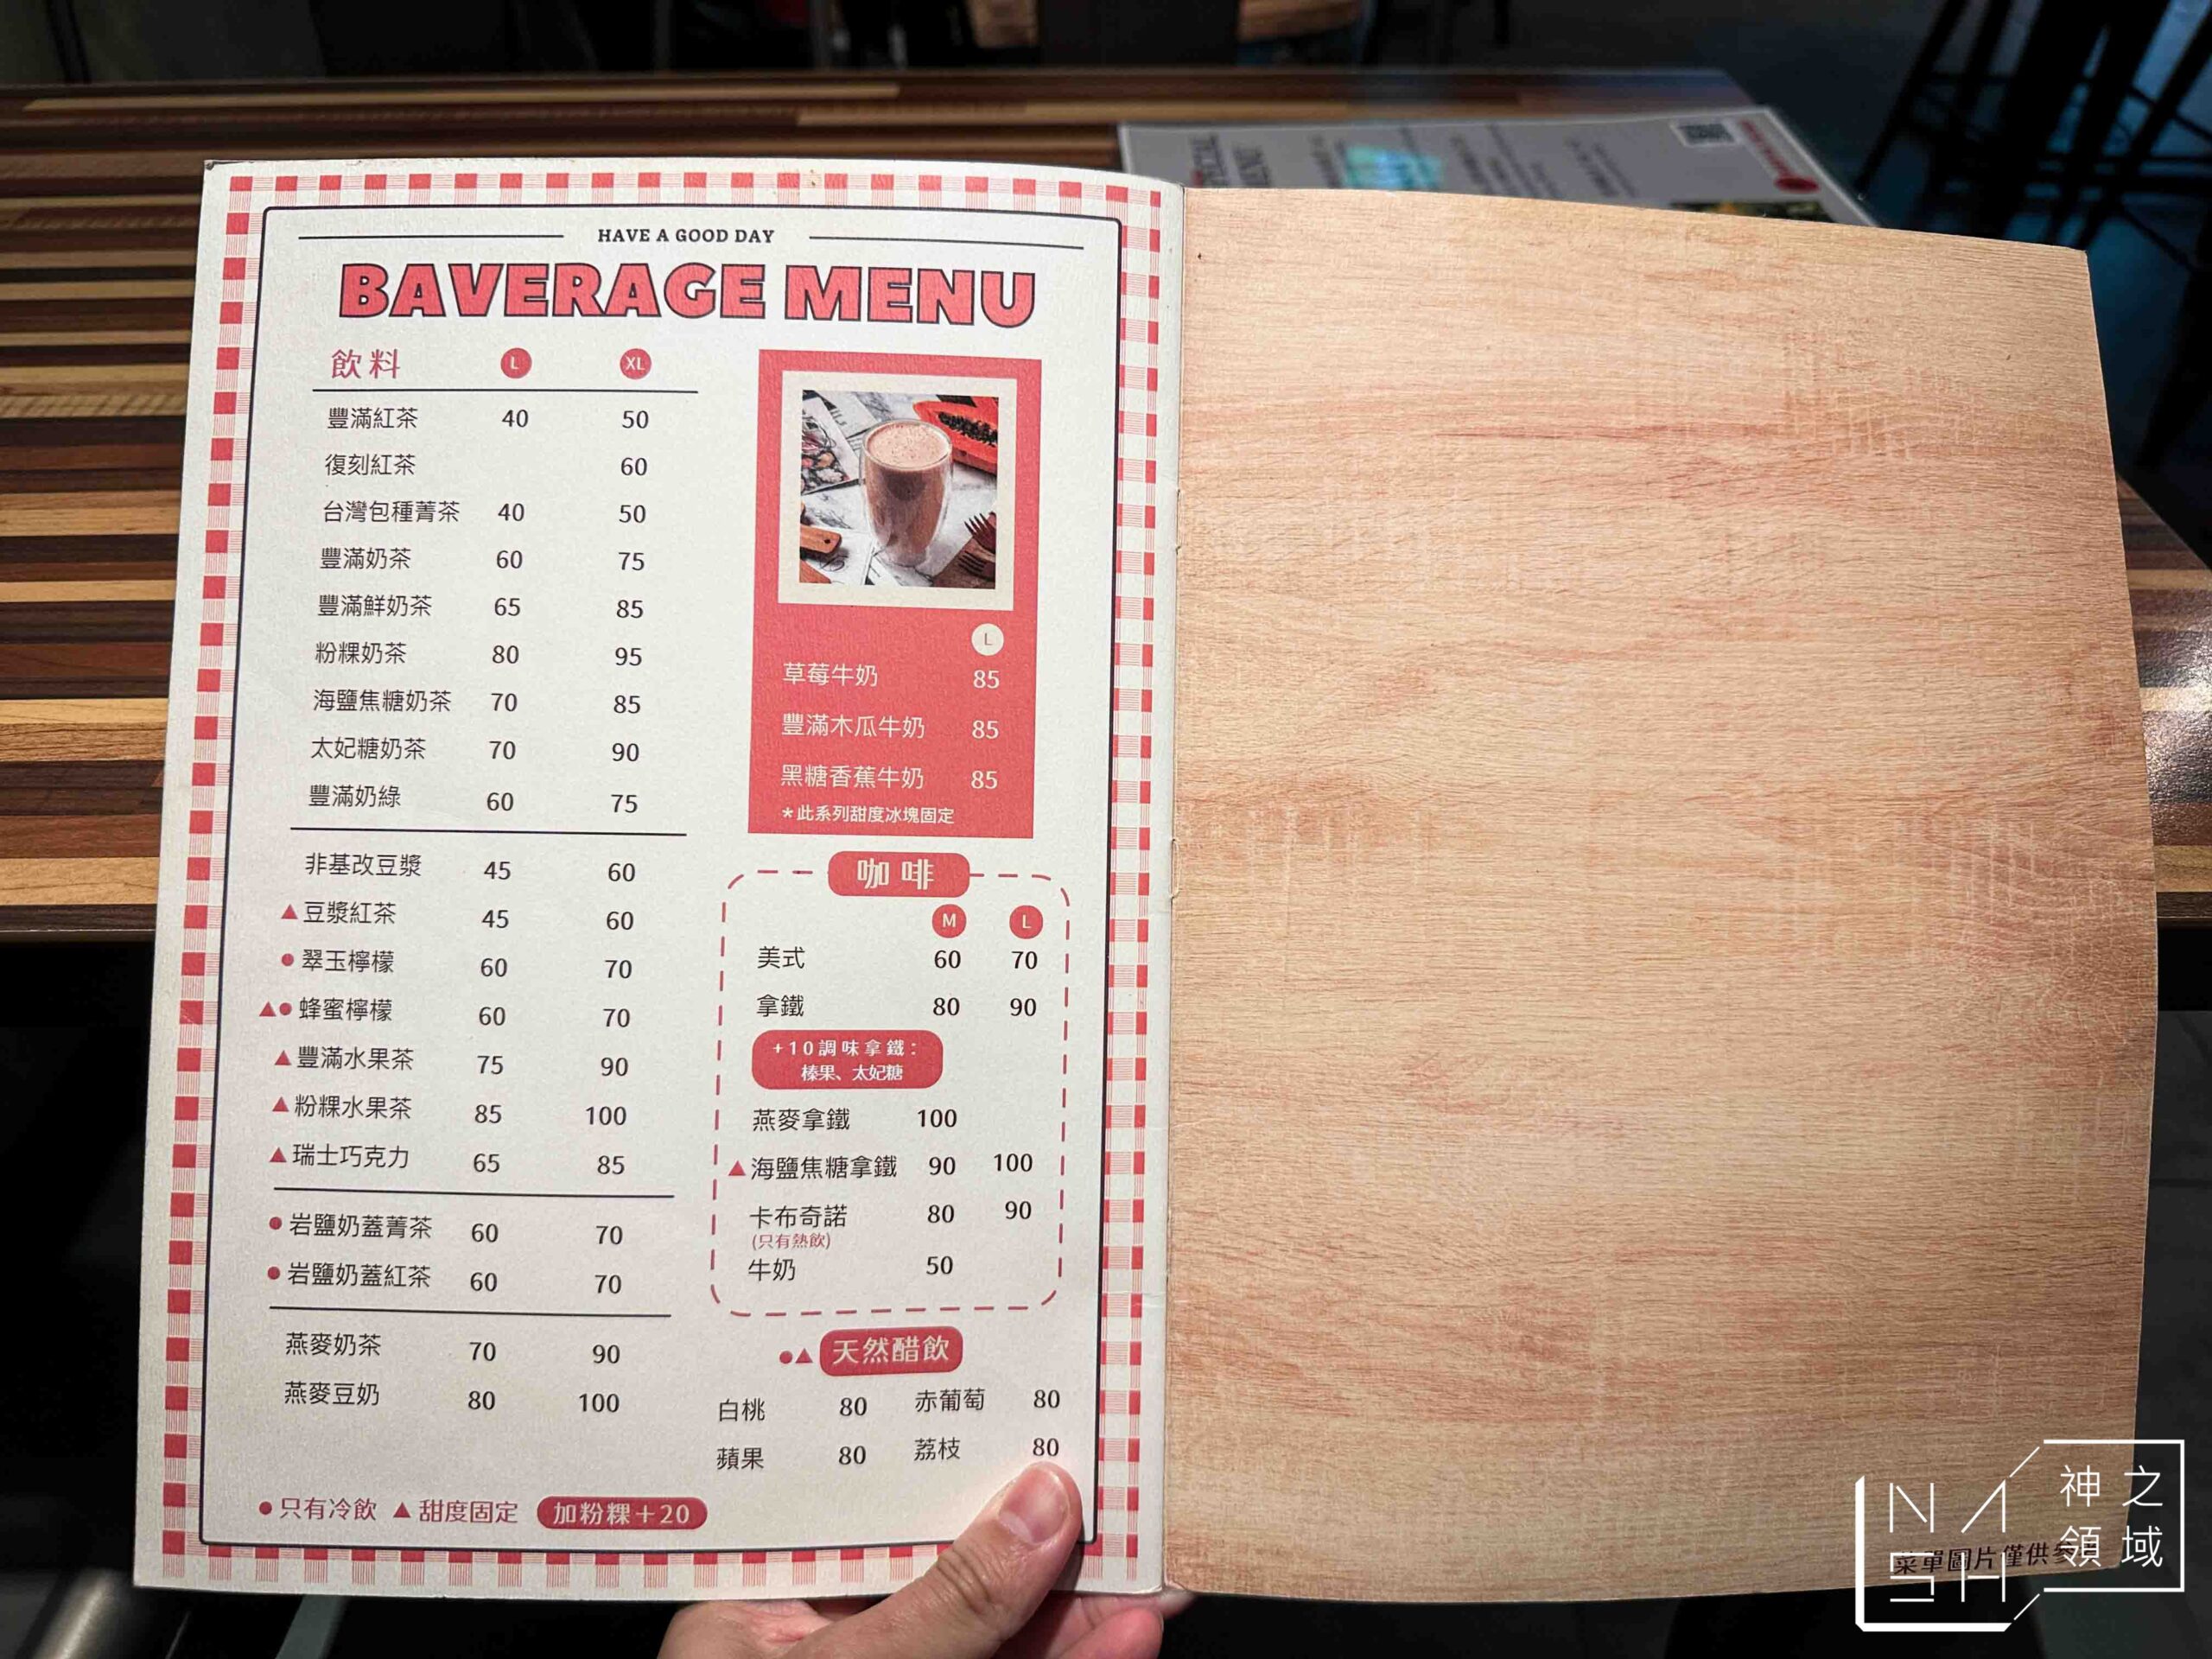 SPECIAL
MENU
HAVE A GOOD DAY
BAVERAGE MENU
飲料 L XL
豐滿紅茶 40 50
復刻紅茶 60
台灣包種菁茶 40 50
豐滿奶茶 60 75
豐滿鮮奶茶 65 85
粉粿奶茶 80 95
海鹽焦糖奶茶 70 85
太妃糖奶茶 70 90
豐滿奶綠 60 75
非基改豆漿 45 60
▲豆漿紅茶 45 60
●翠玉檸檬 60 70
▲●蜂蜜檸檬 60 70
▲豐滿水果茶 75 90
▲粉粿水果茶 85 100
▲瑞士巧克力 65 85
●岩鹽奶蓋菁茶 60 70
●岩鹽奶蓋紅茶 60 70
燕麥奶茶 70 90
燕麥豆奶 80 100
●只有冷飲 ▲甜度固定 加粉粿+20
L
草莓牛奶 85
豐滿木瓜牛奶 85
黑糖香蕉牛奶 85
*此系列甜度冰塊固定
咖啡
M L
美式 60 70
拿鐵 80 90
+10調味拿鐵：
榛果、太妃糖
燕麥拿鐵 100
▲海鹽焦糖拿鐵 90 100
卡布奇諾 80 90
(只有熱飲)
牛奶 50
●▲ 天然醋飲
白桃 80 赤葡萄 80
蘋果 80 荔枝 80
菜單圖片僅供
NASH 神之領域